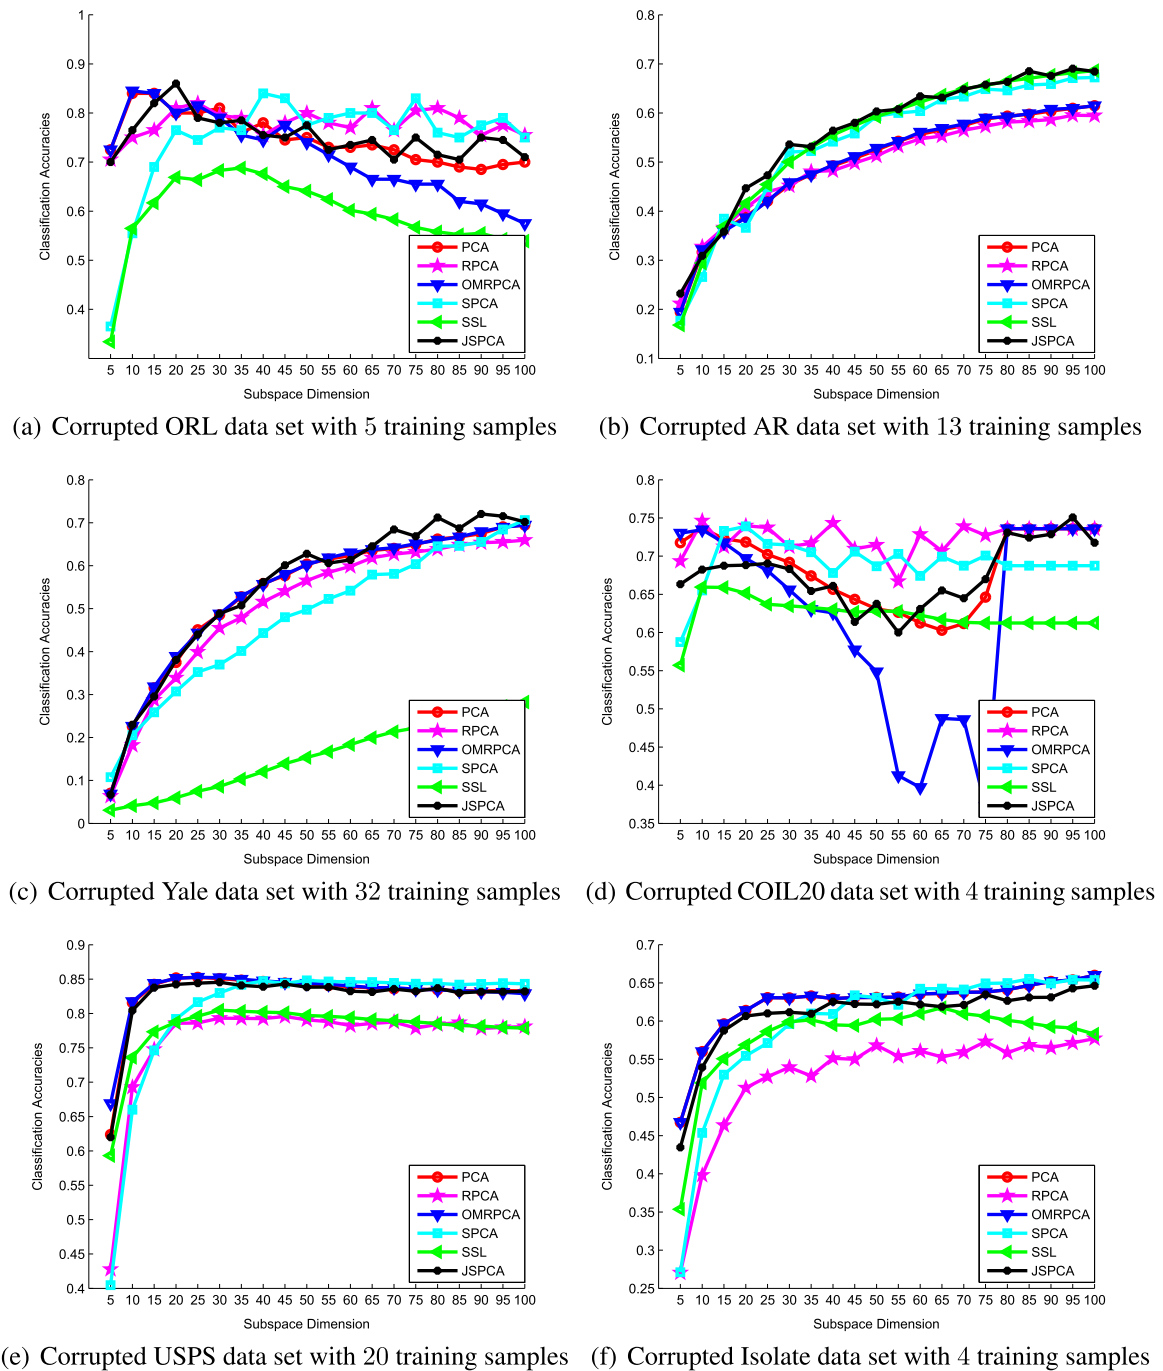 1
0.9
0.8
0.7
0.6
0.5
0.4
Classification Accuracies
5 10 15 20 25 30 35 40 45 50 55 60 65 70 75 80 85 90 95 100
Subspace Dimension
PCA
RPCA
OMRPCA
SPCA
SSL
JSPCA
(a) Corrupted ORL data set with 5 training samples
0.8
0.7
0.6
0.5
0.4
0.3
0.2
0.1
Classification Accuracies
5 10 15 20 25 30 35 40 45 50 55 60 65 70 75 80 85 90 95 100
Subspace Dimension
PCA
RPCA
OMRPCA
SPCA
SSL
JSPCA
(b) Corrupted AR data set with 13 training samples
0.8
0.7
0.6
0.5
0.4
0.3
0.2
0.1
0
Classification Accuracies
5 10 15 20 25 30 35 40 45 50 55 60 65 70 75 80 85 90 95 100
Subspace Dimension
PCA
RPCA
OMRPCA
SPCA
SSL
JSPCA
(c) Corrupted Yale data set with 32 training samples
0.8
0.75
0.7
0.65
0.6
0.55
0.5
0.45
0.4
0.35
Classification Accuracies
5 10 15 20 25 30 35 40 45 50 55 60 65 70 75 80 85 90 95 100
Subspace Dimension
PCA
RPCA
OMRPCA
SPCA
SSL
JSPCA
(d) Corrupted COIL20 data set with 4 training samples
0.9
0.85
0.8
0.75
0.7
0.65
0.6
0.55
0.5
0.45
0.4
Classification Accuracies
5 10 15 20 25 30 35 40 45 50 55 60 65 70 75 80 85 90 95 100
Subspace Dimension
PCA
RPCA
OMRPCA
SPCA
SSL
JSPCA
(e) Corrupted USPS data set with 20 training samples
0.7
0.65
0.6
0.55
0.5
0.45
0.4
0.35
0.3
0.25
Classification Accuracies
5 10 15 20 25 30 35 40 45 50 55 60 65 70 75 80 85 90 95 100
Subspace Dimension
PCA
RPCA
OMRPCA
SPCA
SSL
JSPCA
(f) Corrupted Isolate data set with 4 training samples